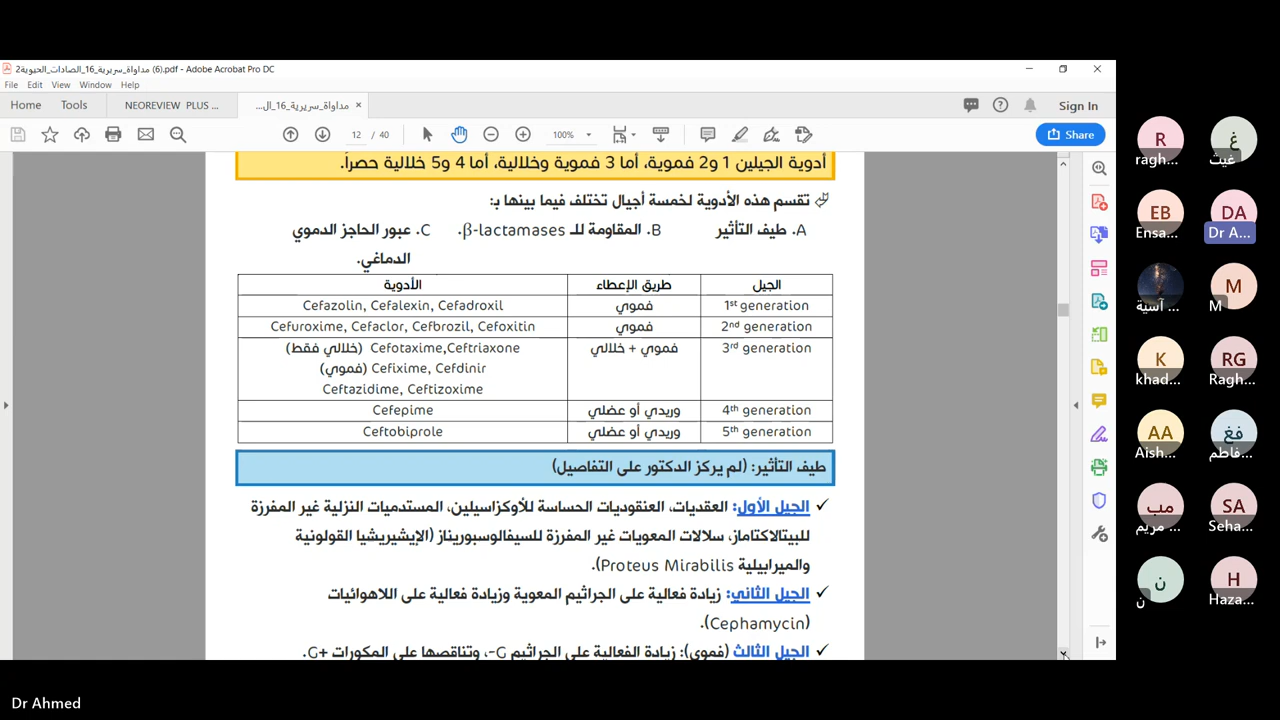 مداواة_سريرية_16_الصادات_الحيوية2 (6).pdf - Adobe Acrobat Pro DC
File Edit View Window Help
Home Tools NEOREVIEW PLUS ... مداواة_سريرية_16_ال... × Sign In
12 / 40 100% Share
أدوية الجيلين 1 و2 فموية، أما 3 فموية وخلالية، أما 4 و5 خلالية حصراً.
تقسم هذه الأدوية لخمسة أجيال تختلف فيما بينها بـ:
A. طيف التأثير B. المقاومة للـ β-lactamases. C. عبور الحاجز الدموي
الدماغي.
الجيل طريق الإعطاء الأدوية
1st generation فموي Cefazolin, Cefalexin, Cefadroxil
2nd generation فموي Cefuroxime, Cefaclor, Cefbrozil, Cefoxitin
3rd generation فموي + خلالي Cefotaxime,Ceftriaxone (خلالي فقط)
Cefixime, Cefdinir (فموي)
Ceftazidime, Ceftizoxime
4th generation وريدي أو عضلي Cefepime
5th generation وريدي أو عضلي Ceftobiprole
طيف التأثير: (لم يركز الدكتور على التفاصيل)
✓ الجيل الأول: العقديات، العنقوديات الحساسة للأوكزاسيلين، المستدميات النزلية غير المفرزة
للبيتالاكتاماز، سلالات المعويات غير المفرزة للسيفالوسبوريناز (الإيشيريشيا القولونية
والميرابيلية Proteus Mirabilis).
✓ الجيل الثاني: زيادة فعالية على الجراثيم المعوية وزيادة فعالية على اللاهوائيات
(Cephamycin).
✓ الجيل الثالث (فموي): زيادة الفعالية على الجراثيم G-، وتناقصها على المكورات G+.
R
ragh...
غ
غيث
EB
Ensa...
DA
Dr A...
آسية ...
M
M
K
khad...
RG
Ragh...
AA
Aish...
فغ
فاطم...
مب
مريم ...
SA
Seha...
ن
ن
H
Haza...
Dr Ahmed